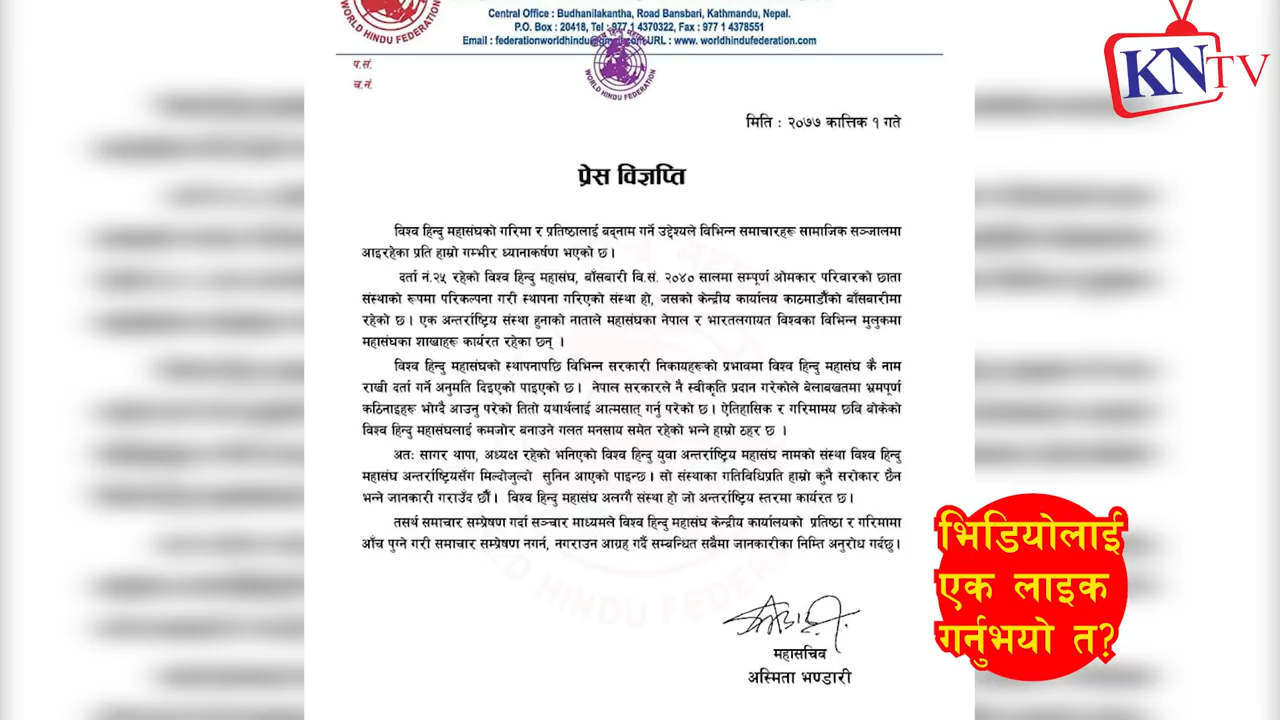 WORLD HINDU FEDERATION
Central Office : Budhanilakantha, Road Bansbari, Kathmandu, Nepal.
P.O. Box : 20418, Tel : 977 1 4370322, Fax : 977 1 4378551
Email : federationworldhindu@gmail.com URL : www. worldhindufederation.com
प.सं.
च.नं.
WORLD HINDU FEDERATION
मिति : २०७७ कात्तिक १ गते
प्रेस विज्ञप्ति
विश्व हिन्दु महासंघको गरिमा र प्रतिष्ठालाई बद्नाम गर्ने उद्देश्यले विभिन्न समाचारहरू सामाजिक सञ्जालमा
आइरहेका प्रति हाम्रो गम्भीर ध्यानाकर्षण भएको छ ।
दर्ता नं.२५ रहेको विश्व हिन्दु महासंघ, बाँसबारी वि.सं. २०४० सालमा सम्पूर्ण ओमकार परिवारको छाता
संस्थाको रूपमा परिकल्पना गरी स्थापना गरिएको संस्था हो, जसको केन्द्रीय कार्यालय काठमाडौँको बाँसबारीमा
रहेको छ । एक अन्तर्राष्ट्रिय संस्था हुनाको नाताले महासंघका नेपाल र भारतलगायत विश्वका विभिन्न मुलुकमा
महासंघका शाखाहरू कार्यरत रहेका छन् ।
विश्व हिन्दु महासंघको स्थापनापछि विभिन्न सरकारी निकायहरूको प्रभावमा विश्व हिन्दु महासंघ कै नाम
राखी दर्ता गर्ने अनुमति दिइएको पाइएको छ । नेपाल सरकारले नै स्वीकृति प्रदान गरेकोले बेलाबखतमा भ्रमपूर्ण
कठिनाइहरू भोग्दै आउनु परेको तितो यथार्थलाई आत्मसात् गर्नु परेको छ । ऐतिहासिक र गरिमामय छवि बोकेको
विश्व हिन्दु महासंघलाई कमजोर बनाउने गलत मनसाय समेत रहेको भन्ने हाम्रो ठहर छ ।
अतः सागर थापा, अध्यक्ष रहेको भनिएको विश्व हिन्दु युवा अन्तर्राष्ट्रिय महासंघ नामको संस्था विश्व हिन्दु
महासंघ अन्तर्राष्ट्रियसँग मिल्दोजुल्दो सुनिन आएको पाइन्छ । सो संस्थाका गतिविधिप्रति हाम्रो कुनै सरोकार छैन
भन्ने जानकारी गराउँद छौँ । विश्व हिन्दु महासंघ अलग्गै संस्था हो जो अन्तर्राष्ट्रिय स्तरमा कार्यरत छ ।
तसर्थ समाचार सम्प्रेषण गर्दा सञ्चार माध्यमले विश्व हिन्दु महासंघ केन्द्रीय कार्यालयको प्रतिष्ठा र गरिमामा
आँच पुग्ने गरी समाचार सम्प्रेषण नगर्न, नगराउन आग्रह गर्दै सम्बन्धित सबैमा जानकारीका निम्ति अनुरोध गर्दछु ।
महासचिव
अस्मिता भण्डारी
KNTV
भिडियोलाई
एक लाइक
गर्नुभयो त?